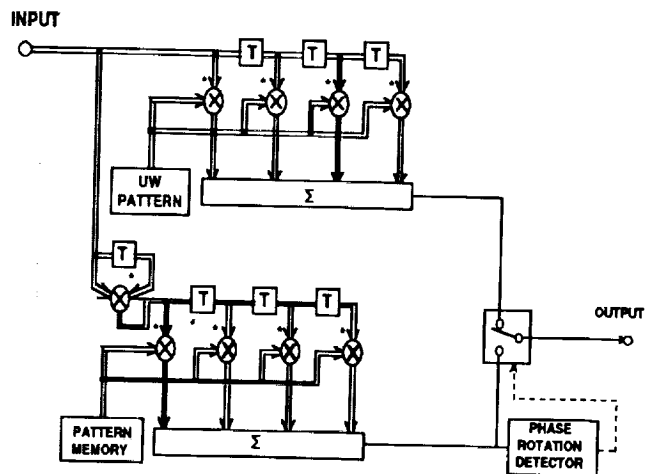 INPUT
T
T
T
*
*
*
*
X
X
X
X
UW
PATTERN
Σ
T
*
X
T
T
T
*
*
*
*
X
X
X
X
OUTPUT
PATTERN
MEMORY
Σ
PHASE
ROTATION
DETECTOR